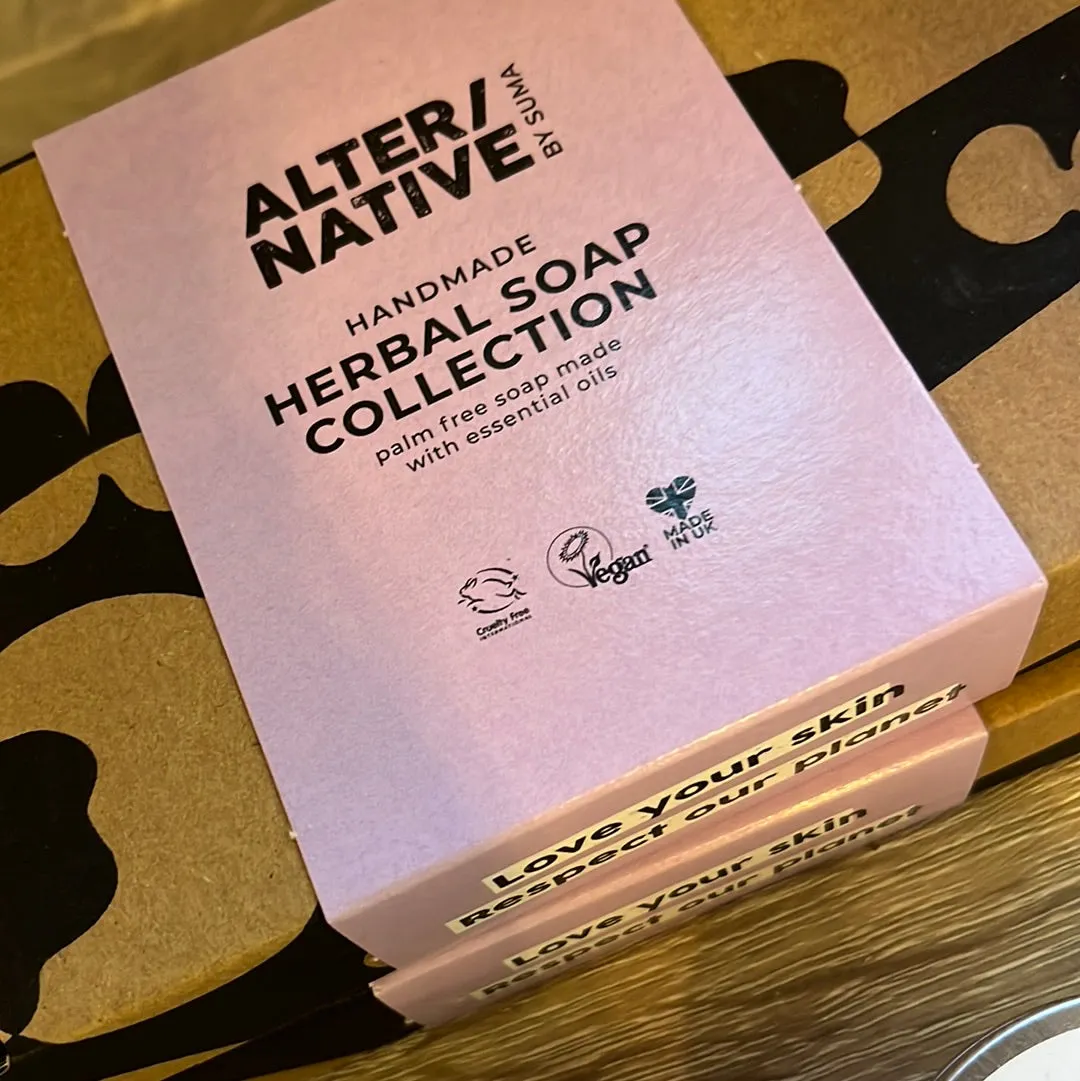 ALTER/
NATIVE
BY SUMA
HANDMADE
HERBAL SOAP
COLLECTION
palm free soap made
with essential oils
Cruelty Free
INTERNATIONAL
Vegan
MADE
IN UK
Love your skin
Respect our planet
Love your skin
Respect our planet